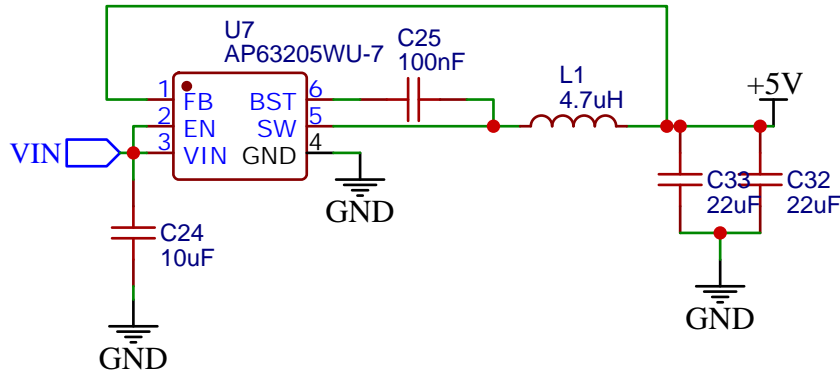 U7
AP63205WU-7
C25
100nF
L1
4.7uH
+5V
1
FB
BST
6
2
EN
SW
5
VIN
3
VIN
GND
4
GND
C24
10uF
GND
C33
22uF
C32
22uF
GND